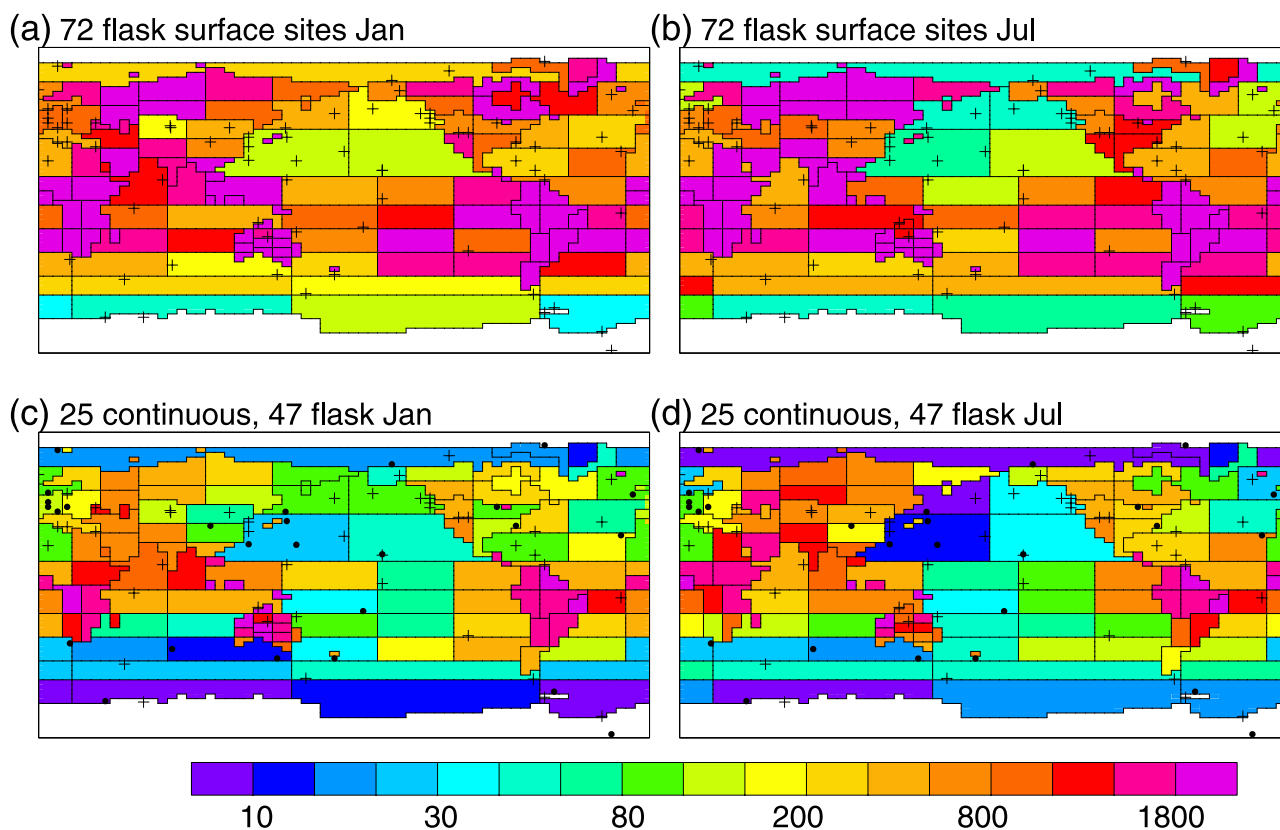 (a) 72 flask surface sites Jan
(b) 72 flask surface sites Jul
(c) 25 continuous, 47 flask Jan
(d) 25 continuous, 47 flask Jul
10 30 80 200 800 1800